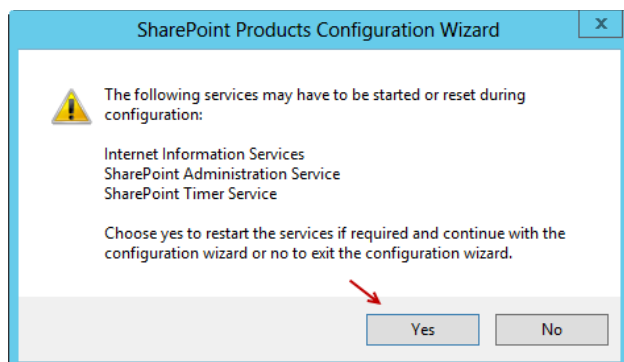 SharePoint Products Configuration Wizard
x
The following services may have to be started or reset during
configuration:
Internet Information Services
SharePoint Administration Service
SharePoint Timer Service
Choose yes to restart the services if required and continue with the
configuration wizard or no to exit the configuration wizard.
Yes No